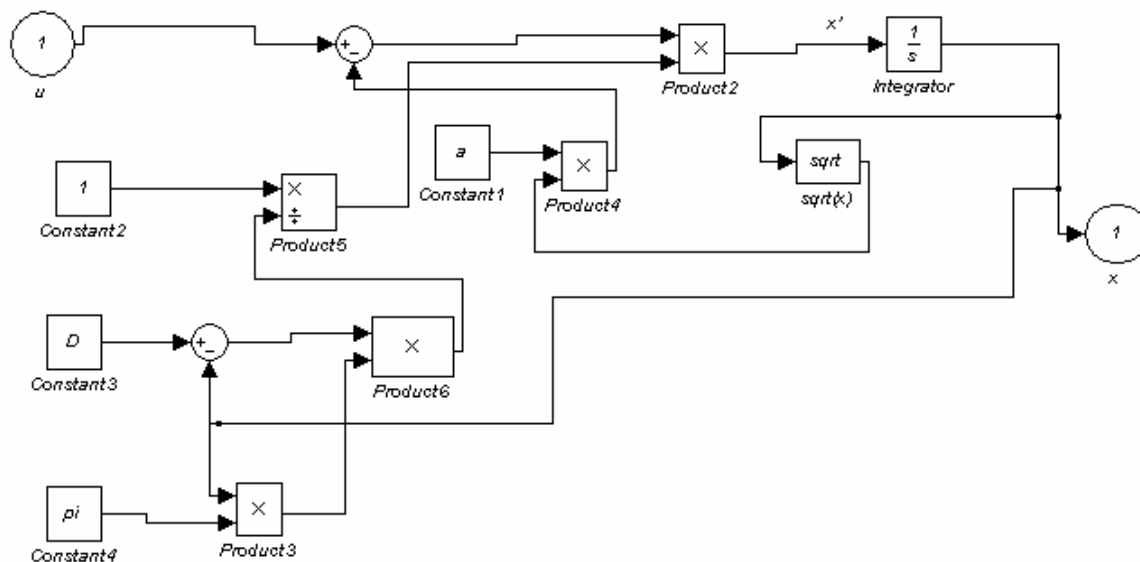 1
u
+
−
×
Product2
x'
1
s
Integrator
a
Constant1
×
Product4
sqrt
sqrt(x)
1
Constant2
×
÷
Product5
1
x
D
Constant3
+
−
×
Product6
pi
Constant4
×
Product3